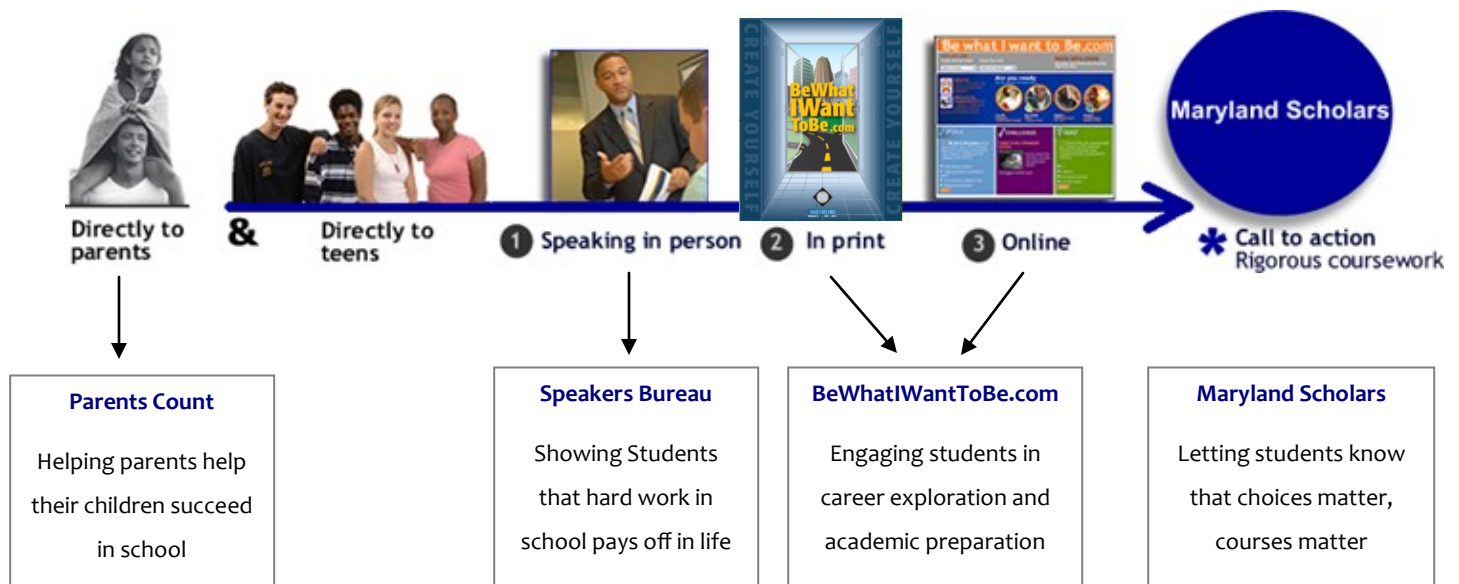 CREATE YOURSELF
BeWhat
IWant
ToBe.com
CREATE YOURSELF
Be what I want to Be.com
Are you ready
CHALLENGE
QUIZ
Maryland Scholars
Directly to
parents
&
Directly to
teens
1 Speaking in person
2 In print
3 Online
* Call to action
Rigorous coursework
Parents Count
Helping parents help
their children succeed
in school
Speakers Bureau
Showing Students
that hard work in
school pays off in life
BeWhatIWantToBe.com
Engaging students in
career exploration and
academic preparation
Maryland Scholars
Letting students know
that choices matter,
courses matter